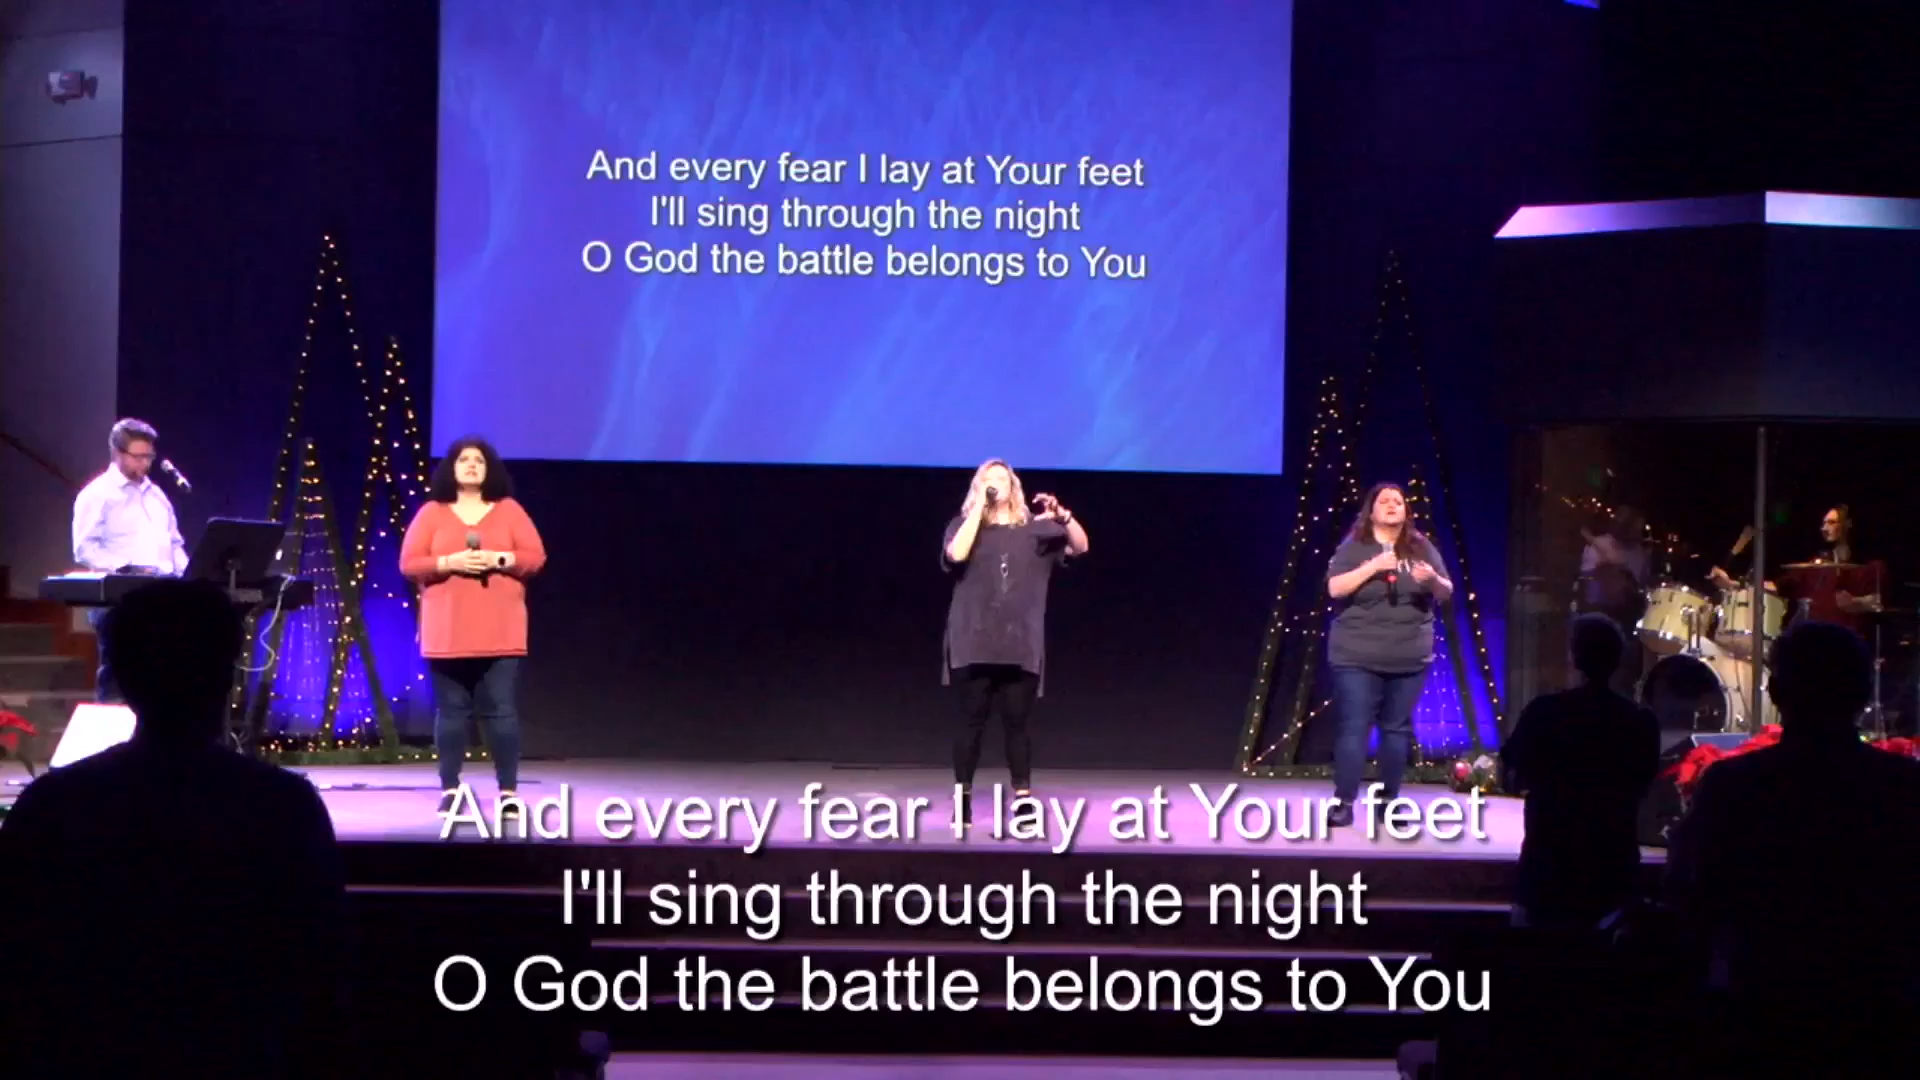 And every fear I lay at Your feet
I'll sing through the night
O God the battle belongs to You
And every fear I lay at Your feet
I'll sing through the night
O God the battle belongs to You